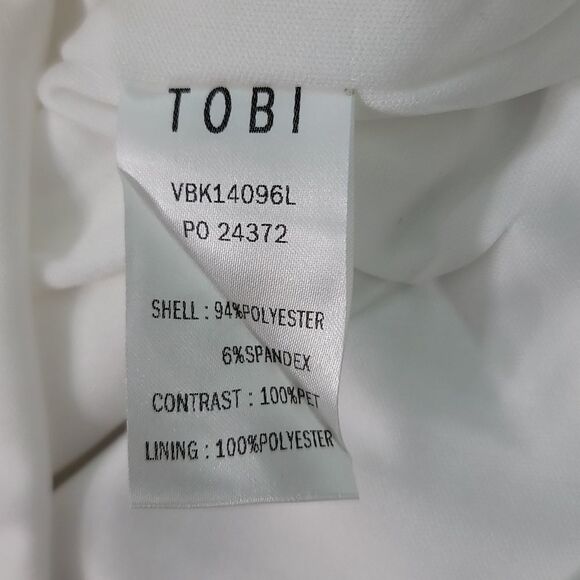 TOBI
VBK14096L
PO 24372
SHELL : 94%POLYESTER
6%SPANDEX
CONTRAST : 100%PET
LINING : 100%POLYESTER